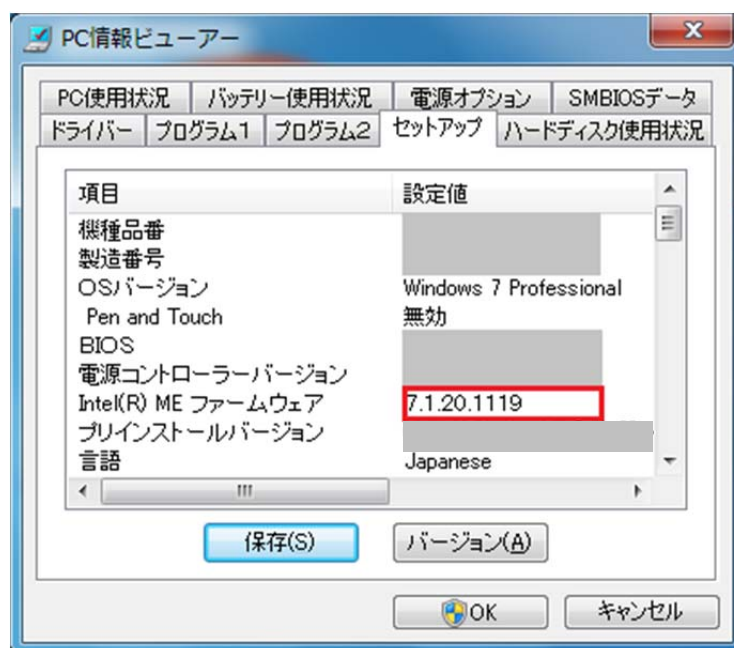 PC情報ビューアー
PC使用状況 バッテリー使用状況 電源オプション SMBIOSデータ
ドライバー プログラム1 プログラム2 セットアップ ハードディスク使用状況
項目 設定値
機種品番
製造番号
OSバージョン Windows 7 Professional
Pen and Touch 無効
BIOS
電源コントローラーバージョン
Intel(R) ME ファームウェア 7.1.20.1119
プリインストールバージョン
言語 Japanese
保存(S) バージョン(A)
OK キャンセル